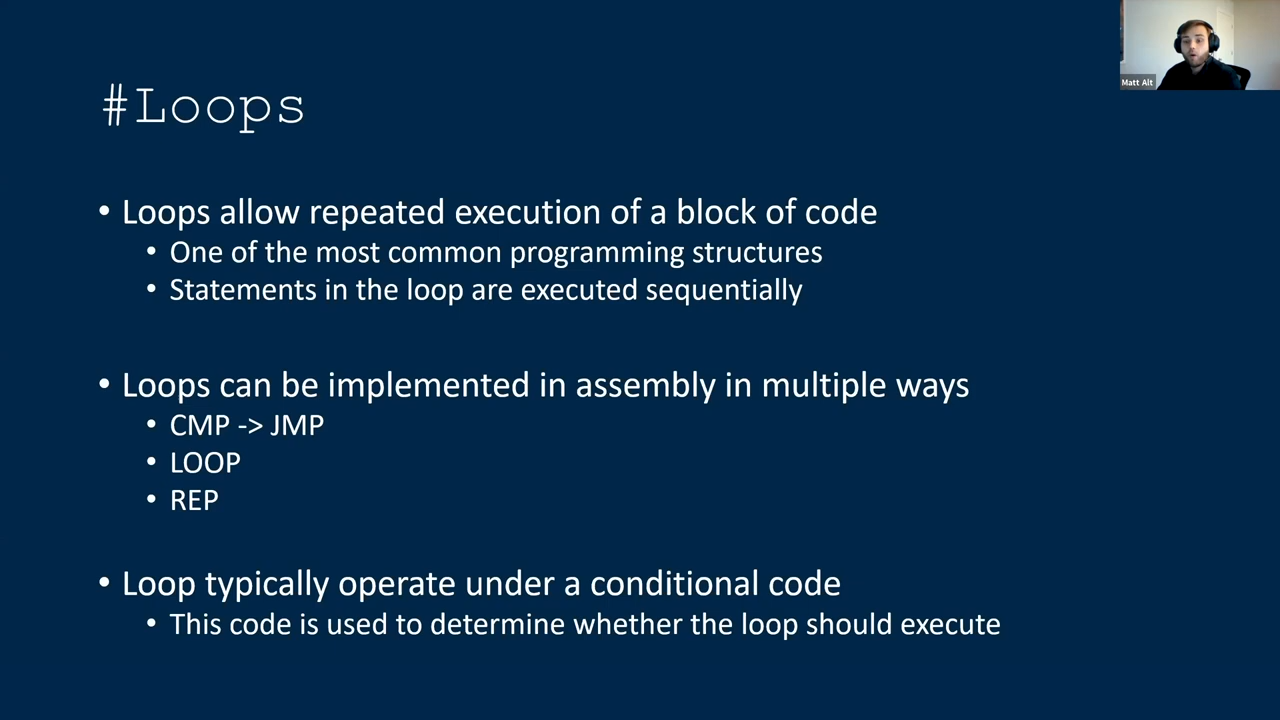 Matt Alt
#Loops
• Loops allow repeated execution of a block of code
• One of the most common programming structures
• Statements in the loop are executed sequentially
• Loops can be implemented in assembly in multiple ways
• CMP -> JMP
• LOOP
• REP
• Loop typically operate under a conditional code
• This code is used to determine whether the loop should execute